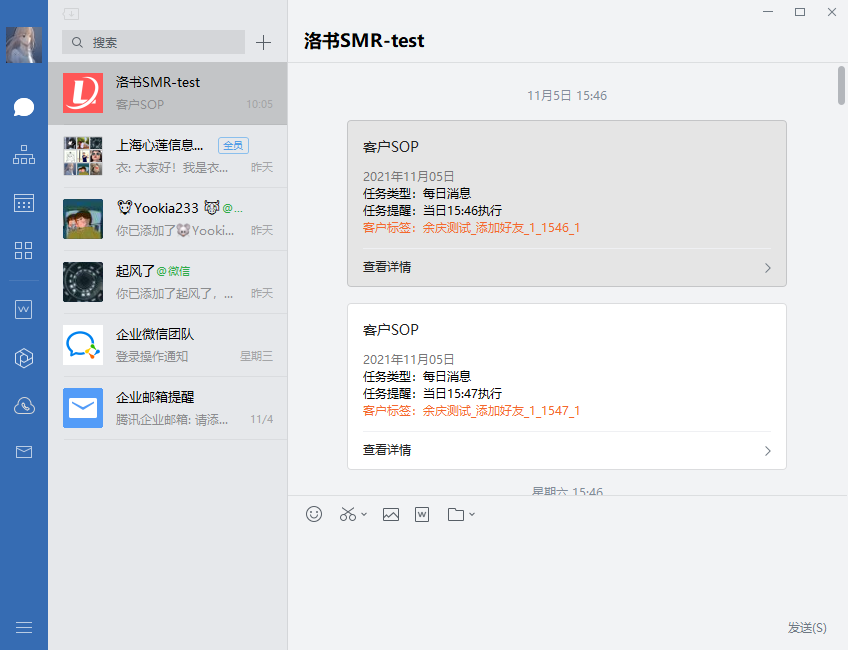 搜索
洛书SMR-test
客户SOP
10:05
上海心莲信息...
全员
衣: 大家好！我是衣...
昨天
🐭Yookia233 🐯@...
你已添加了🐭Yooki...
昨天
起风了@微信
你已添加了起风了，...
昨天
企业微信团队
登录操作通知
星期三
企业邮箱提醒
腾讯企业邮箱: 请添...
11/4
洛书SMR-test
11月5日 15:46
客户SOP
2021年11月05日
任务类型：每日消息
任务提醒：当日15:46执行
客户标签：余庆测试_添加好友_1_1546_1
查看详情
客户SOP
2021年11月05日
任务类型：每日消息
任务提醒：当日15:47执行
客户标签：余庆测试_添加好友_1_1547_1
查看详情
星期六 15:46
发送(S)